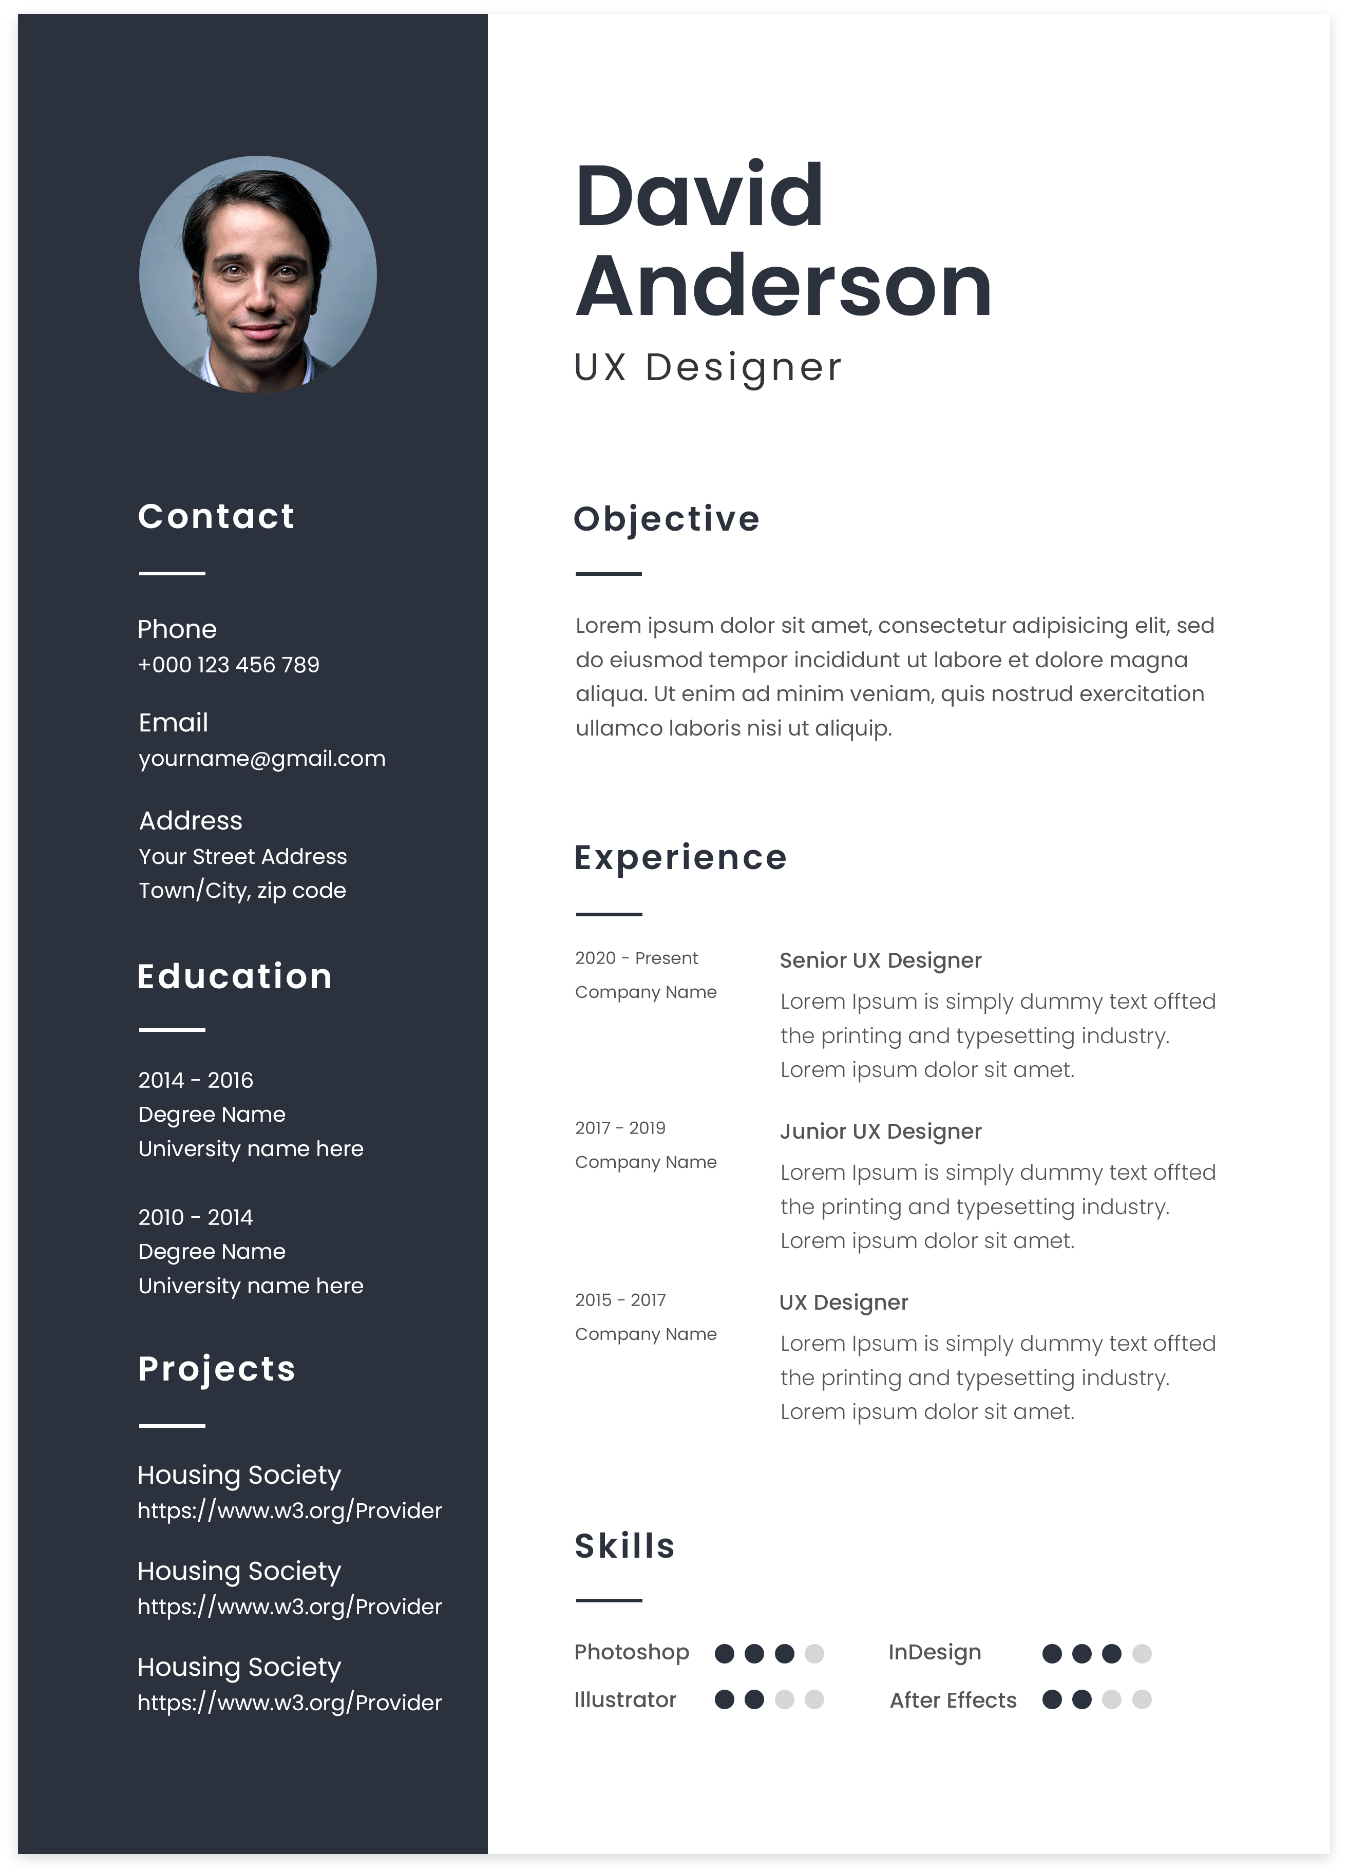 David
Anderson
UX Designer
Contact
Phone
+000 123 456 789
Email
yourname@gmail.com
Address
Your Street Address
Town/City, zip code
Education
2014 - 2016
Degree Name
University name here
2010 - 2014
Degree Name
University name here
Projects
Housing Society
https://www.w3.org/Provider
Housing Society
https://www.w3.org/Provider
Housing Society
https://www.w3.org/Provider
Objective
Lorem ipsum dolor sit amet, consectetur adipisicing elit, sed
do eiusmod tempor incididunt ut labore et dolore magna
aliqua. Ut enim ad minim veniam, quis nostrud exercitation
ullamco laboris nisi ut aliquip.
Experience
2020 - Present
Company Name
Senior UX Designer
Lorem Ipsum is simply dummy text offted
the printing and typesetting industry.
Lorem ipsum dolor sit amet.
2017 - 2019
Company Name
Junior UX Designer
Lorem Ipsum is simply dummy text offted
the printing and typesetting industry.
Lorem ipsum dolor sit amet.
2015 - 2017
Company Name
UX Designer
Lorem Ipsum is simply dummy text offted
the printing and typesetting industry.
Lorem ipsum dolor sit amet.
Skills
Photoshop
InDesign
Illustrator
After Effects